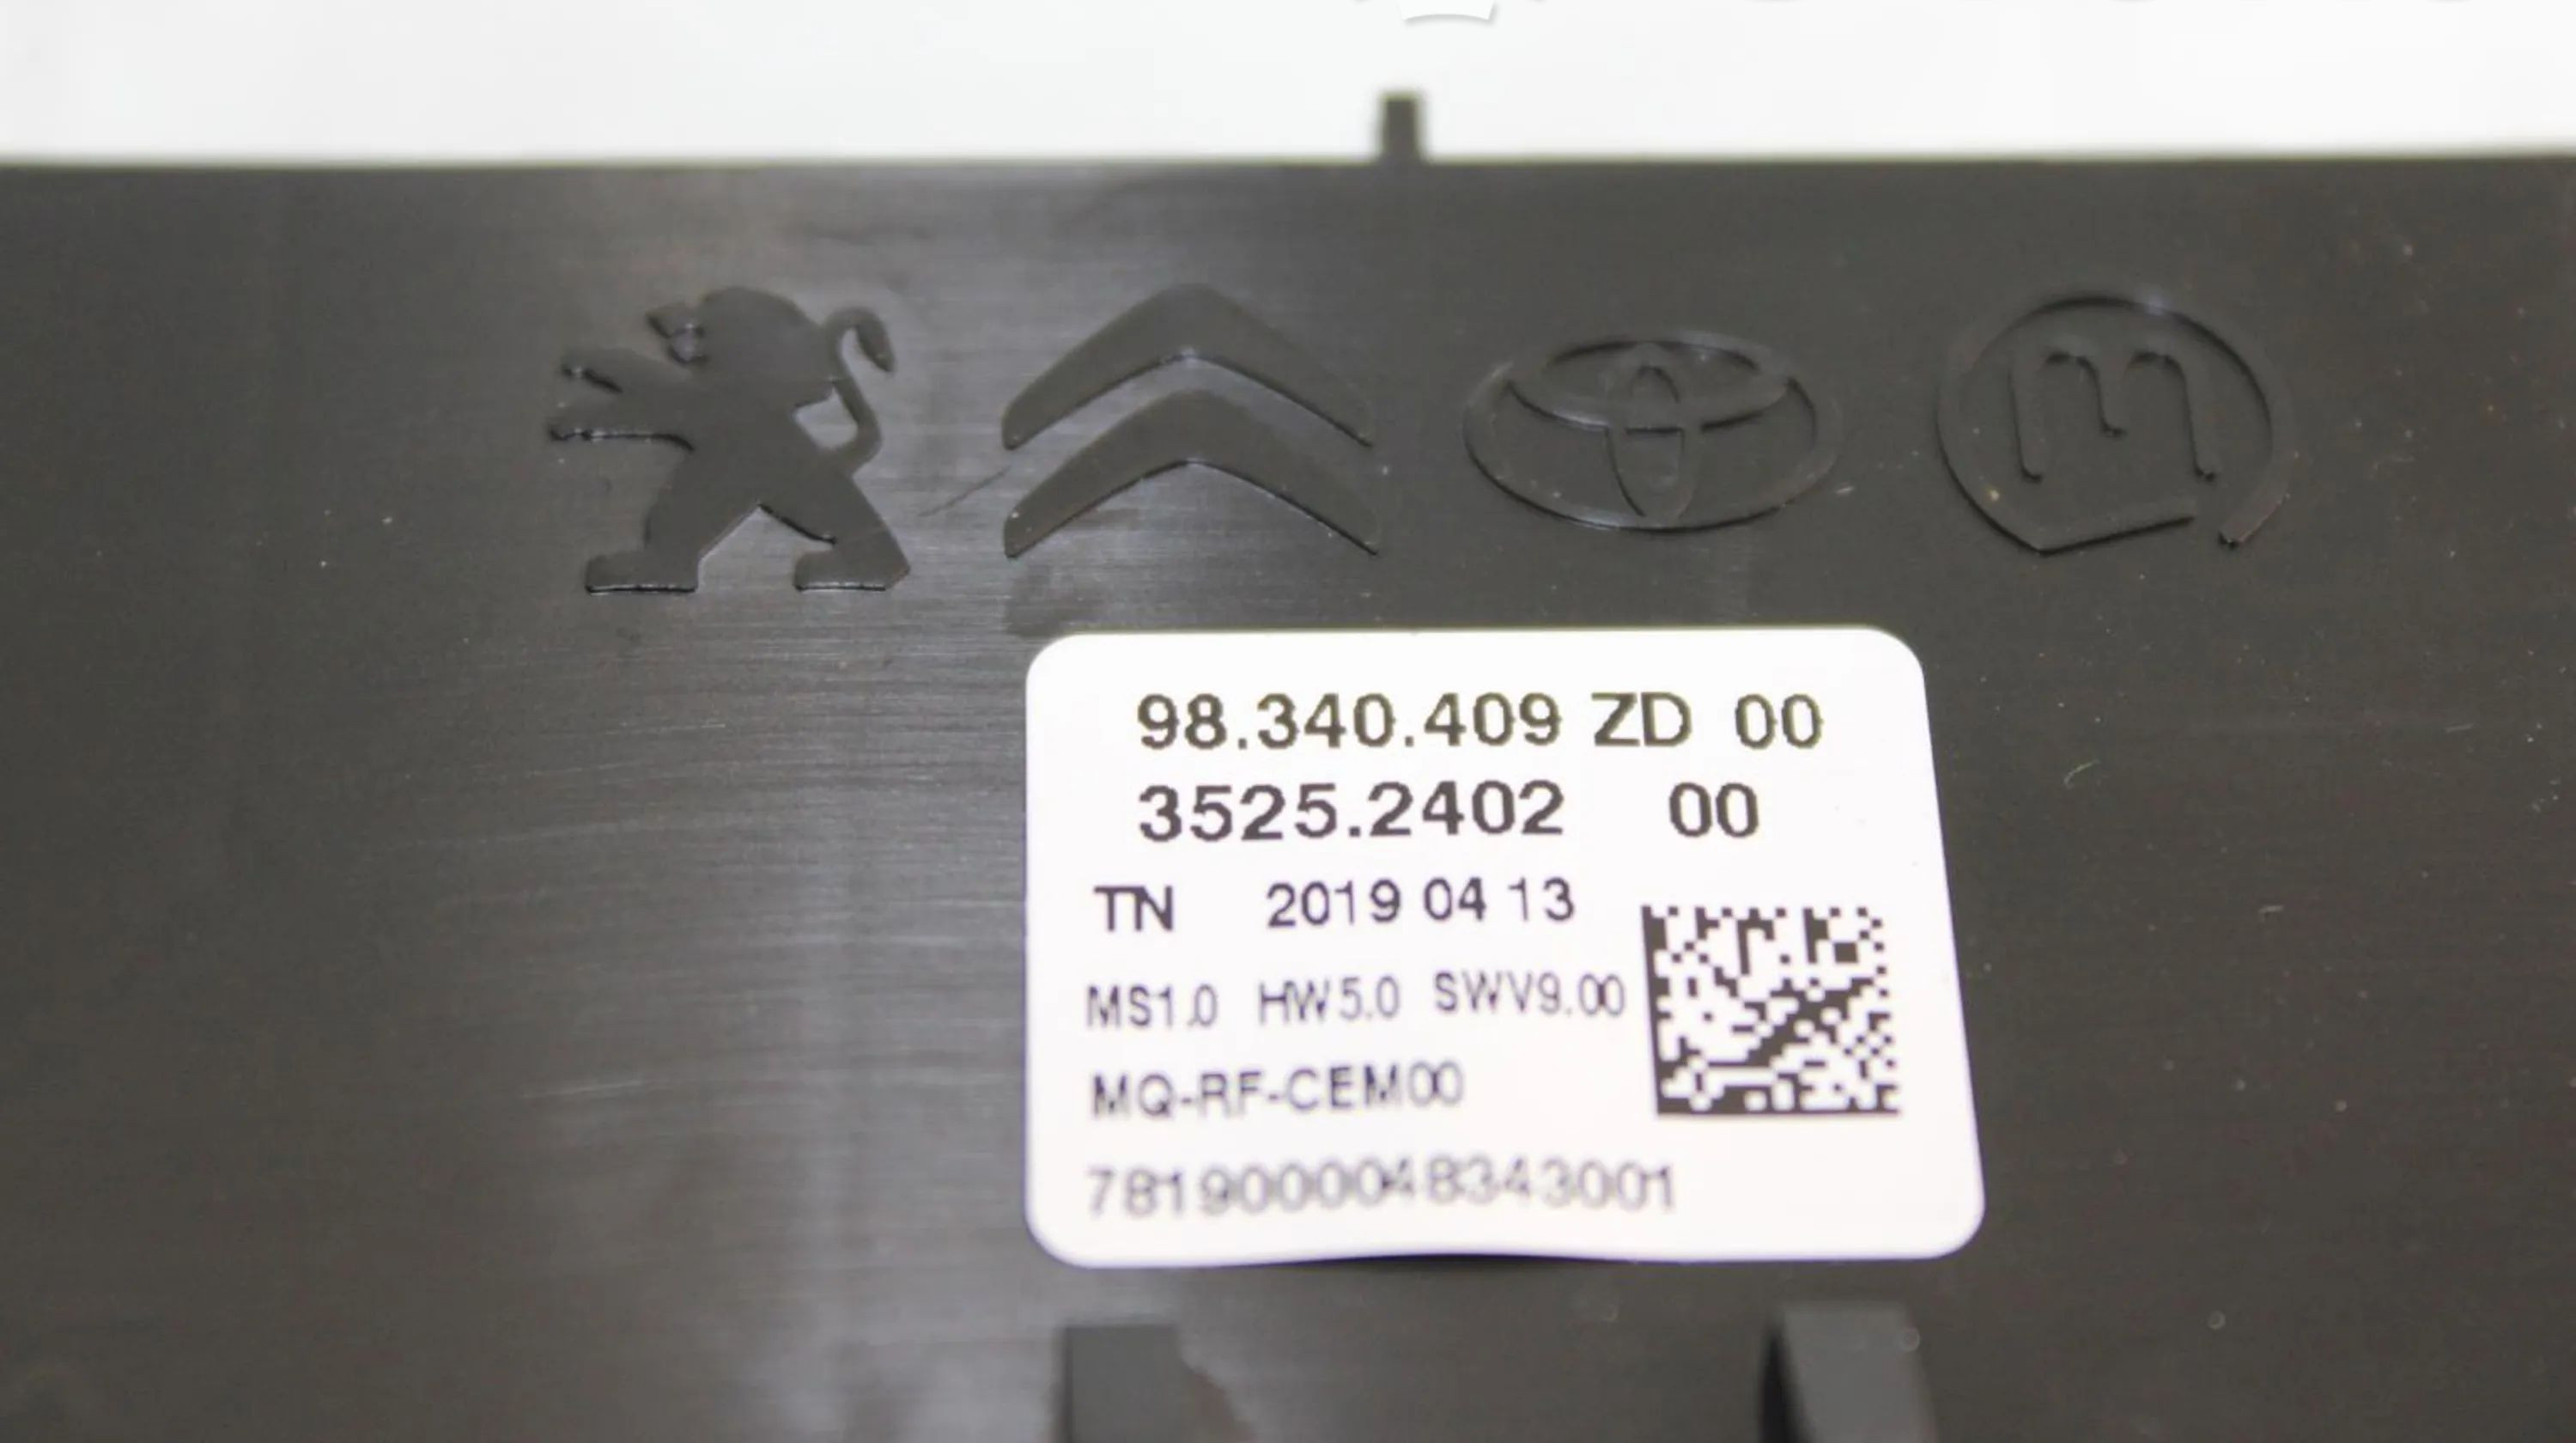 98.340.409 ZD 00
3525.2402 00
TN 2019 04 13
MS1.0 HW5.0 SWV9.00
MQ-RF-CEM00
7819000048343001